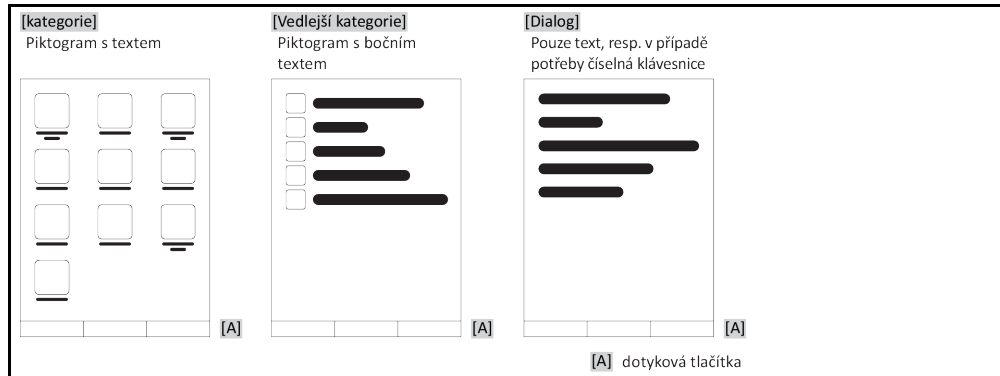 [kategorie]
Piktogram s textem
[Vedlejší kategorie]
Piktogram s bočním
textem
[Dialog]
Pouze text, resp. v případě
potřeby číselná klávesnice
[A]
[A]
[A]
[A] dotyková tlačítka